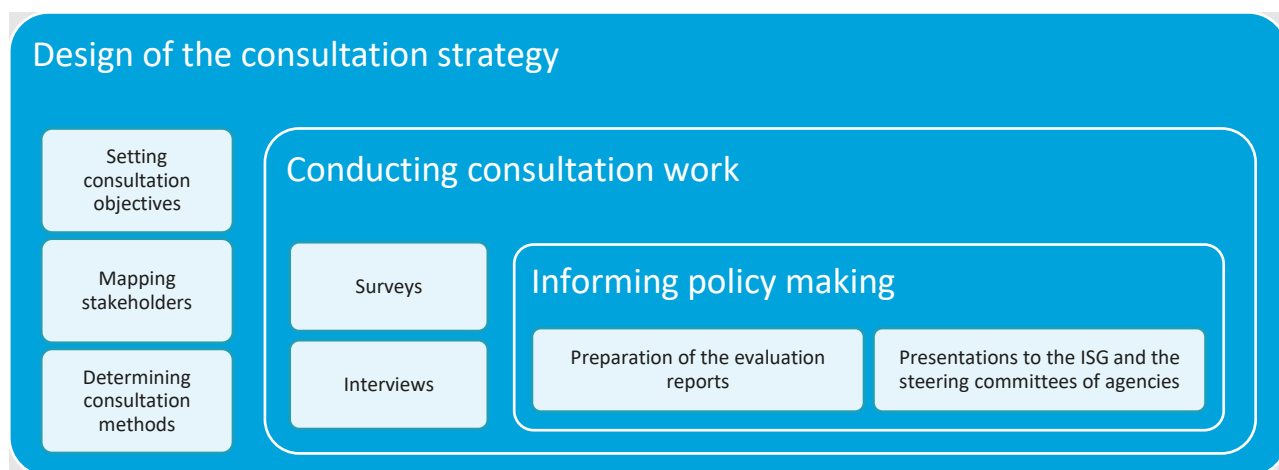 Design of the consultation strategy
Setting
consultation
objectives
Mapping
stakeholders
Determining
consultation
methods
Conducting consultation work
Surveys
Interviews
Informing policy making
Preparation of the evaluation
reports
Presentations to the ISG and the
steering committees of agencies